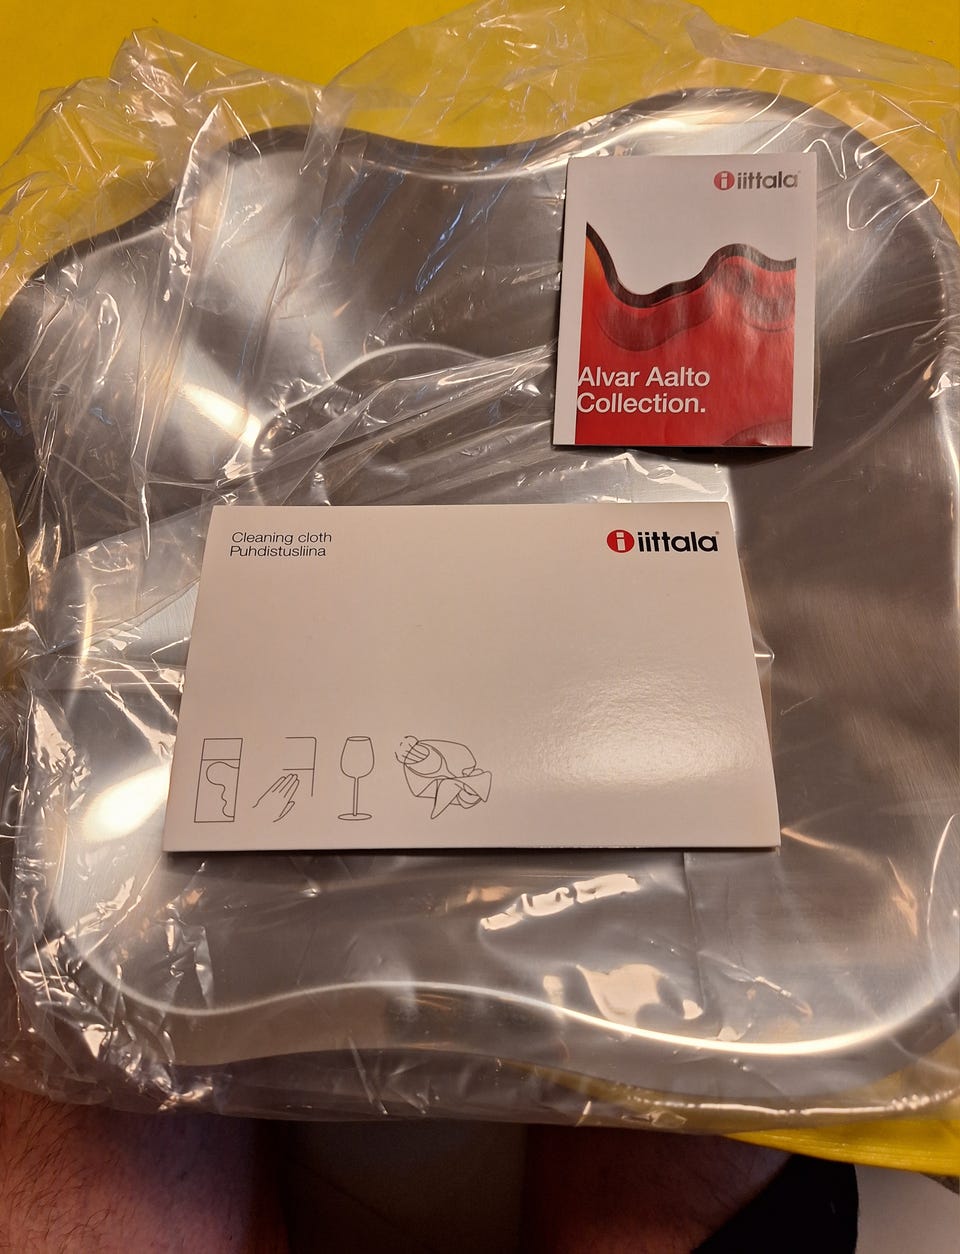 iittala
Alvar Aalto
Collection.
Cleaning cloth
Puhdistusliina
iittala